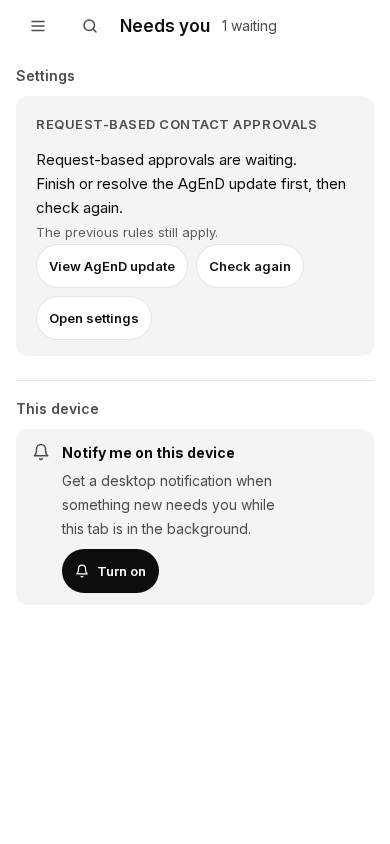 Needs you 1 waiting
Settings
REQUEST-BASED CONTACT APPROVALS
Request-based approvals are waiting.
Finish or resolve the AgEnD update first, then
check again.
The previous rules still apply.
View AgEnD update Check again
Open settings
This device
Notify me on this device
Get a desktop notification when
something new needs you while
this tab is in the background.
Turn on